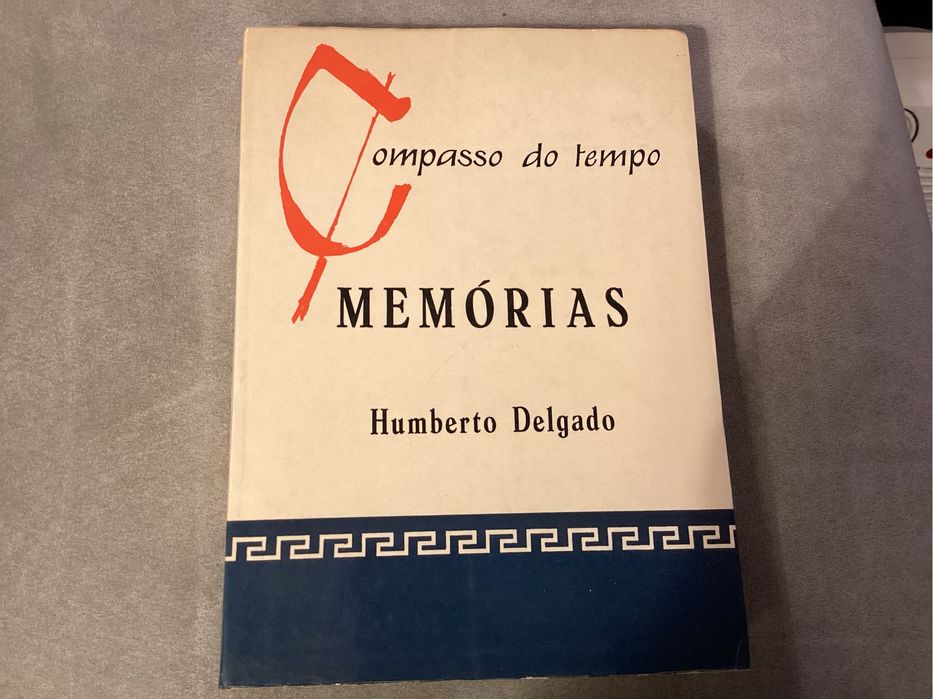 Compasso do tempo
MEMÓRIAS
Humberto Delgado